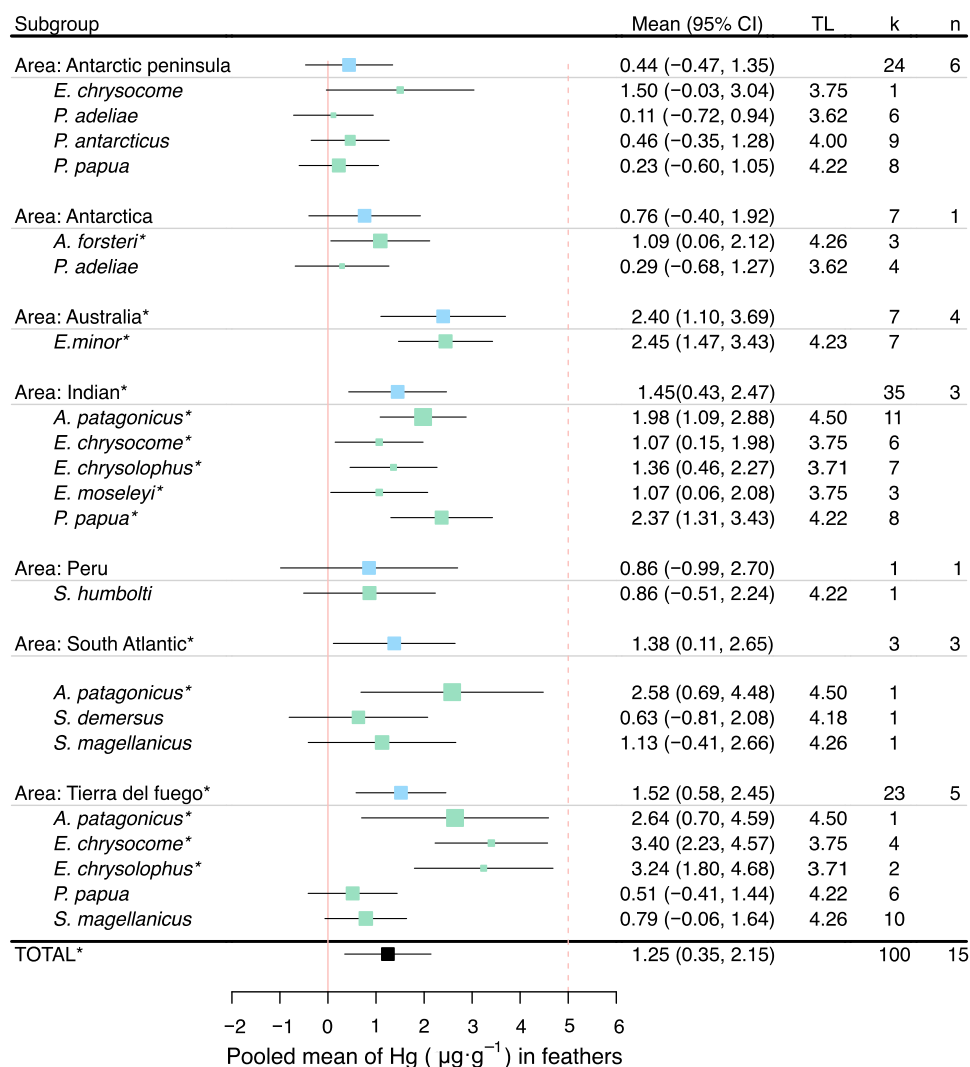 Subgroup Mean (95% CI) TL k n
Area: Antarctic peninsula 0.44 (−0.47, 1.35) 24 6
E. chrysocome 1.50 (−0.03, 3.04) 3.75 1
P. adeliae 0.11 (−0.72, 0.94) 3.62 6
P. antarcticus 0.46 (−0.35, 1.28) 4.00 9
P. papua 0.23 (−0.60, 1.05) 4.22 8
Area: Antarctica 0.76 (−0.40, 1.92) 7 1
A. forsteri* 1.09 (0.06, 2.12) 4.26 3
P. adeliae 0.29 (−0.68, 1.27) 3.62 4
Area: Australia* 2.40 (1.10, 3.69) 7 4
E.minor* 2.45 (1.47, 3.43) 4.23 7
Area: Indian* 1.45(0.43, 2.47) 35 3
A. patagonicus* 1.98 (1.09, 2.88) 4.50 11
E. chrysocome* 1.07 (0.15, 1.98) 3.75 6
E. chrysolophus* 1.36 (0.46, 2.27) 3.71 7
E. moseleyi* 1.07 (0.06, 2.08) 3.75 3
P. papua* 2.37 (1.31, 3.43) 4.22 8
Area: Peru 0.86 (−0.99, 2.70) 1 1
S. humbolti 0.86 (−0.51, 2.24) 4.22 1
Area: South Atlantic* 1.38 (0.11, 2.65) 3 3
A. patagonicus* 2.58 (0.69, 4.48) 4.50 1
S. demersus 0.63 (−0.81, 2.08) 4.18 1
S. magellanicus 1.13 (−0.41, 2.66) 4.26 1
Area: Tierra del fuego* 1.52 (0.58, 2.45) 23 5
A. patagonicus* 2.64 (0.70, 4.59) 4.50 1
E. chrysocome* 3.40 (2.23, 4.57) 3.75 4
E. chrysolophus* 3.24 (1.80, 4.68) 3.71 2
P. papua 0.51 (−0.41, 1.44) 4.22 6
S. magellanicus 0.79 (−0.06, 1.64) 4.26 10
TOTAL* 1.25 (0.35, 2.15) 100 15
−2 −1 0 1 2 3 4 5 6
Pooled mean of Hg ( µg·g⁻¹) in feathers